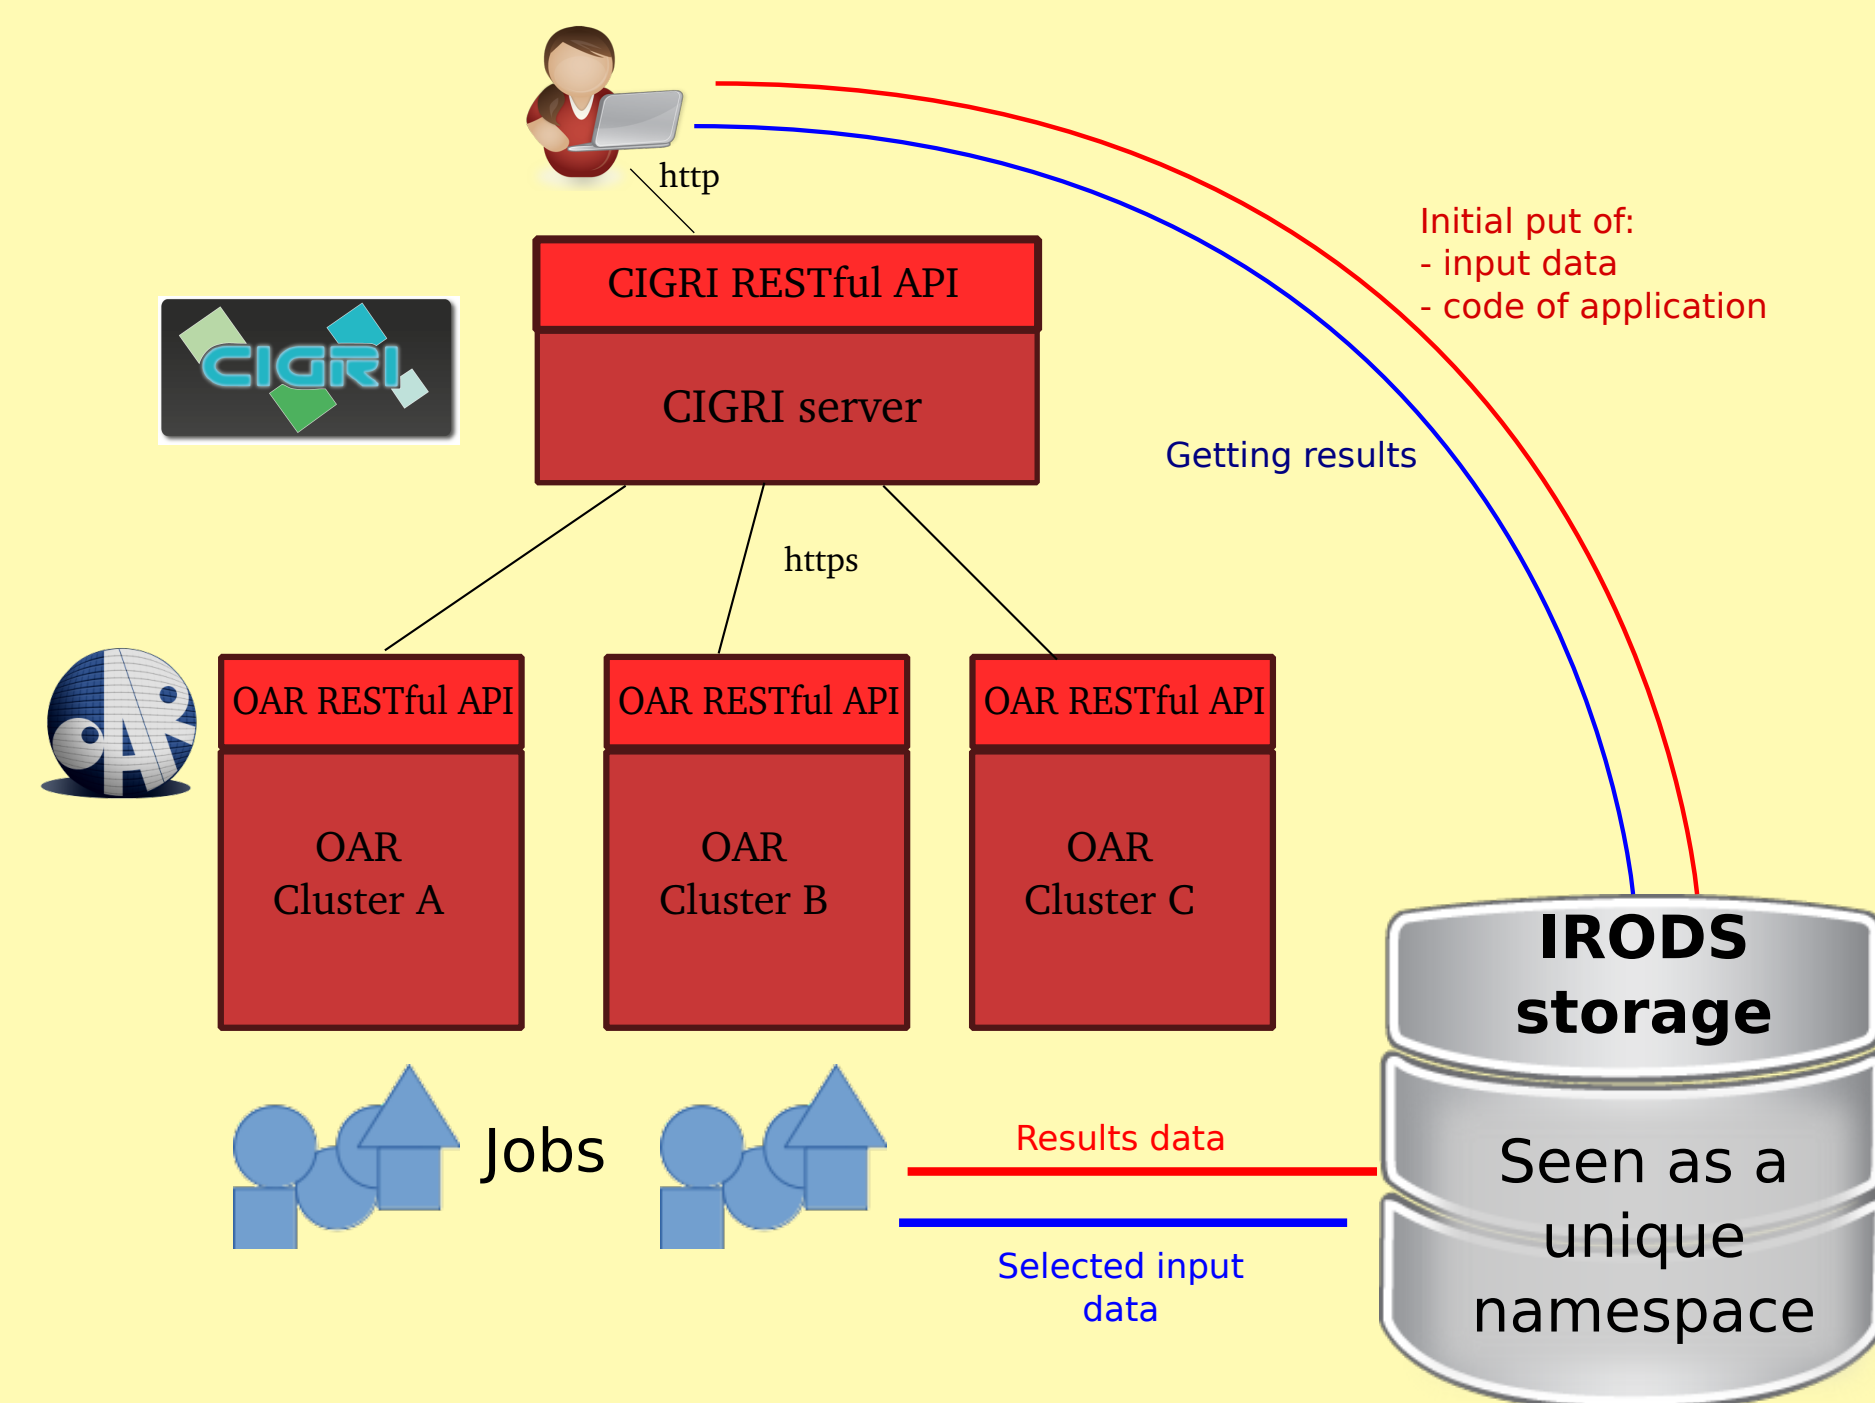 http
CIGRI RESTful API
CIGRI
CIGRI server
Initial put of:
- input data
- code of application
Getting results
https
OAR
OAR RESTful API
OAR RESTful API
OAR RESTful API
OAR
Cluster A
OAR
Cluster B
OAR
Cluster C
IRODS
storage
Jobs
Results data
Selected input
data
Seen as a
unique
namespace